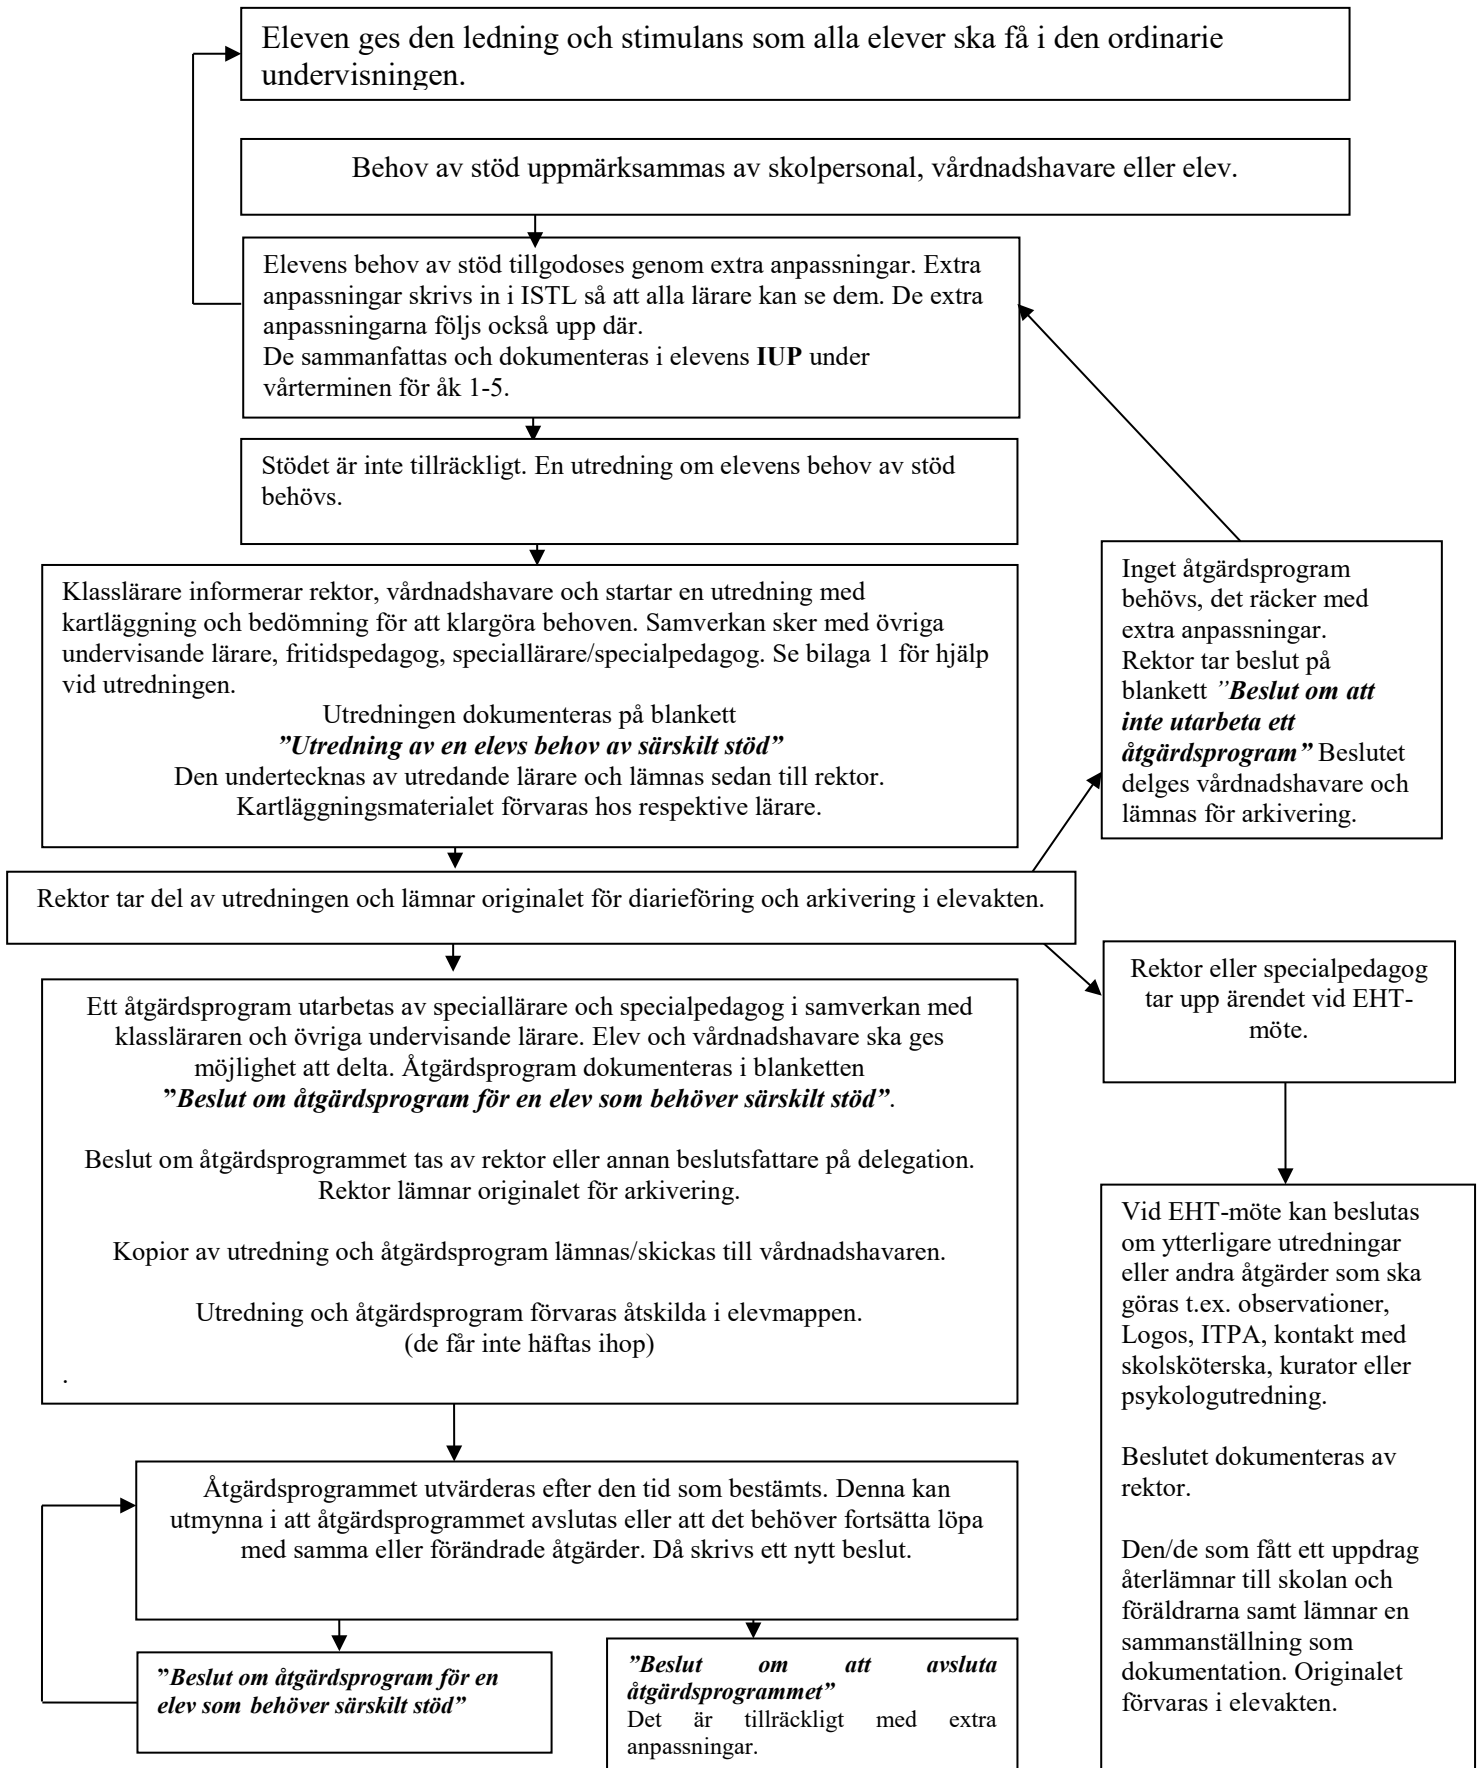 Eleven ges den ledning och stimulans som alla elever ska få i den ordinarie
undervisningen.
Behov av stöd uppmärksammas av skolpersonal, vårdnadshavare eller elev.
Elevens behov av stöd tillgodoses genom extra anpassningar. Extra
anpassningar skrivs in i ISTL så att alla lärare kan se dem. De extra
anpassningarna följs också upp där.
De sammanfattas och dokumenteras i elevens IUP under
vårterminen för åk 1-5.
Stödet är inte tillräckligt. En utredning om elevens behov av stöd
behövs.
Klasslärare informerar rektor, vårdnadshavare och startar en utredning med
kartläggning och bedömning för att klargöra behoven. Samverkan sker med övriga
undervisande lärare, fritidspedagog, speciallärare/specialpedagog. Se bilaga 1 för hjälp
vid utredningen.
Utredningen dokumenteras på blankett
”Utredning av en elevs behov av särskilt stöd”
Den undertecknas av utredande lärare och lämnas sedan till rektor.
Kartläggningsmaterialet förvaras hos respektive lärare.
Inget åtgärdsprogram
behövs, det räcker med
extra anpassningar.
Rektor tar beslut på
blankett ”Beslut om att
inte utarbeta ett
åtgärdsprogram” Beslutet
delges vårdnadshavare och
lämnas för arkivering.
Rektor tar del av utredningen och lämnar originalet för diarieföring och arkivering i elevakten.
Rektor eller specialpedagog
tar upp ärendet vid EHT-
möte.
Ett åtgärdsprogram utarbetas av speciallärare och specialpedagog i samverkan med
klassläraren och övriga undervisande lärare. Elev och vårdnadshavare ska ges
möjlighet att delta. Åtgärdsprogram dokumenteras i blanketten
”Beslut om åtgärdsprogram för en elev som behöver särskilt stöd”.
Beslut om åtgärdsprogrammet tas av rektor eller annan beslutsfattare på delegation.
Rektor lämnar originalet för arkivering.
Kopior av utredning och åtgärdsprogram lämnas/skickas till vårdnadshavaren.
Utredning och åtgärdsprogram förvaras åtskilda i elevmappen.
(de får inte häftas ihop)
.
Vid EHT-möte kan beslutas
om ytterligare utredningar
eller andra åtgärder som ska
göras t.ex. observationer,
Logos, ITPA, kontakt med
skolsköterska, kurator eller
psykologutredning.
Beslutet dokumenteras av
rektor.
Den/de som fått ett uppdrag
återlämnar till skolan och
föräldrarna samt lämnar en
sammanställning som
dokumentation. Originalet
förvaras i elevakten.
Åtgärdsprogrammet utvärderas efter den tid som bestämts. Denna kan
utmynna i att åtgärdsprogrammet avslutas eller att det behöver fortsätta löpa
med samma eller förändrade åtgärder. Då skrivs ett nytt beslut.
”Beslut om åtgärdsprogram för en
elev som behöver särskilt stöd”
”Beslut om att avsluta
åtgärdsprogrammet”
Det är tillräckligt med extra
anpassningar.